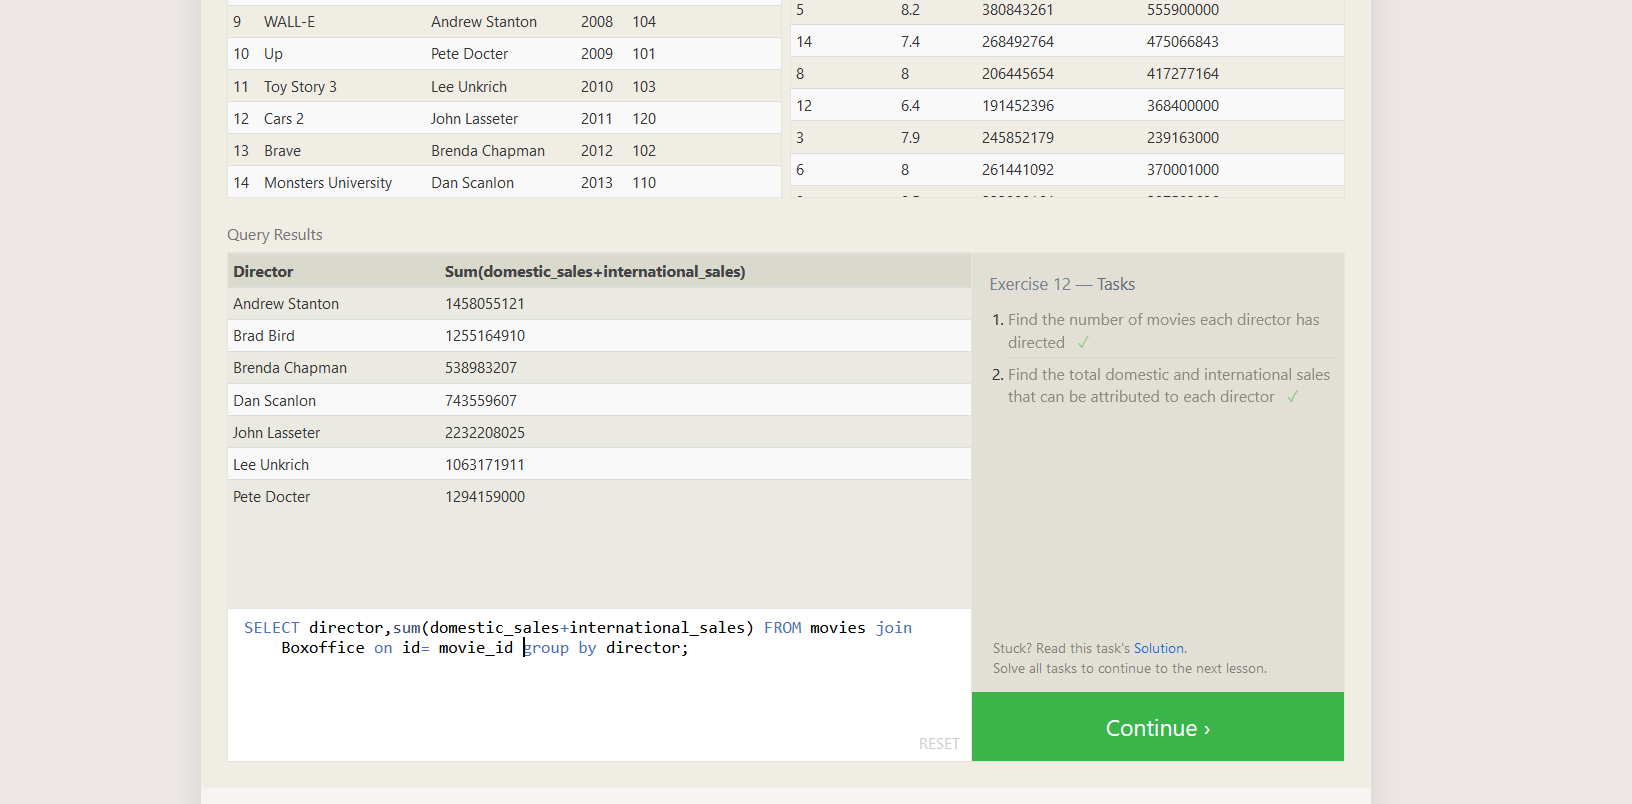 9 WALL-E Andrew Stanton 2008 104
10 Up Pete Docter 2009 101
11 Toy Story 3 Lee Unkrich 2010 103
12 Cars 2 John Lasseter 2011 120
13 Brave Brenda Chapman 2012 102
14 Monsters University Dan Scanlon 2013 110
5 8.2 380843261 555900000
14 7.4 268492764 475066843
8 8 206445654 417277164
12 6.4 191452396 368400000
3 7.9 245852179 239163000
6 8 261441092 370001000
Query Results
Director Sum(domestic_sales+international_sales)
Andrew Stanton 1458055121
Brad Bird 1255164910
Brenda Chapman 538983207
Dan Scanlon 743559607
John Lasseter 2232208025
Lee Unkrich 1063171911
Pete Docter 1294159000
SELECT director,sum(domestic_sales+international_sales) FROM movies join
Boxoffice on id= movie_id group by director;
RESET
Exercise 12 — Tasks
1. Find the number of movies each director has
directed ✓
2. Find the total domestic and international sales
that can be attributed to each director ✓
Stuck? Read this task's Solution.
Solve all tasks to continue to the next lesson.
Continue ›